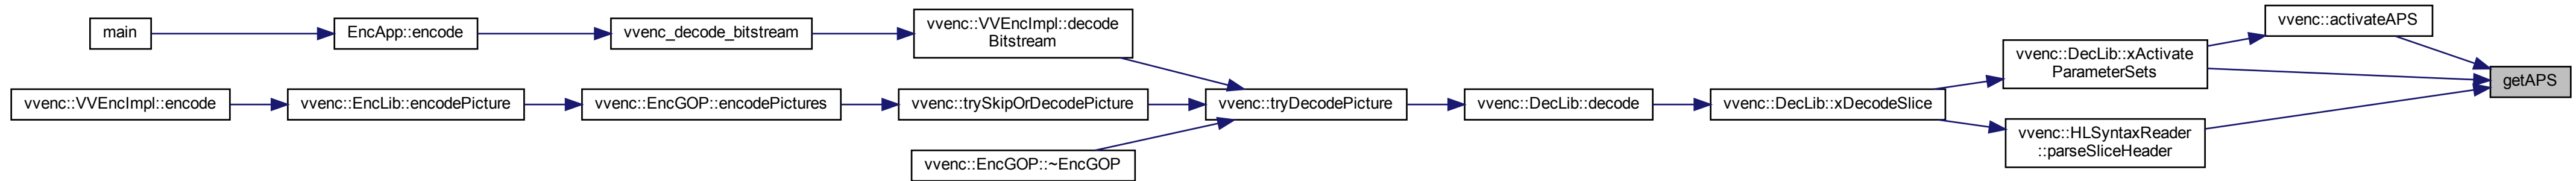 main
EncApp::encode
vvenc_decode_bitstream
vvenc::VVEncImpl::decode
Bitstream
vvenc::activateAPS
vvenc::DecLib::xActivate
ParameterSets
getAPS
vvenc::VVEncImpl::encode
vvenc::EncLib::encodePicture
vvenc::EncGOP::encodePictures
vvenc::trySkipOrDecodePicture
vvenc::tryDecodePicture
vvenc::DecLib::decode
vvenc::DecLib::xDecodeSlice
vvenc::HLSyntaxReader
::parseSliceHeader
vvenc::EncGOP::~EncGOP